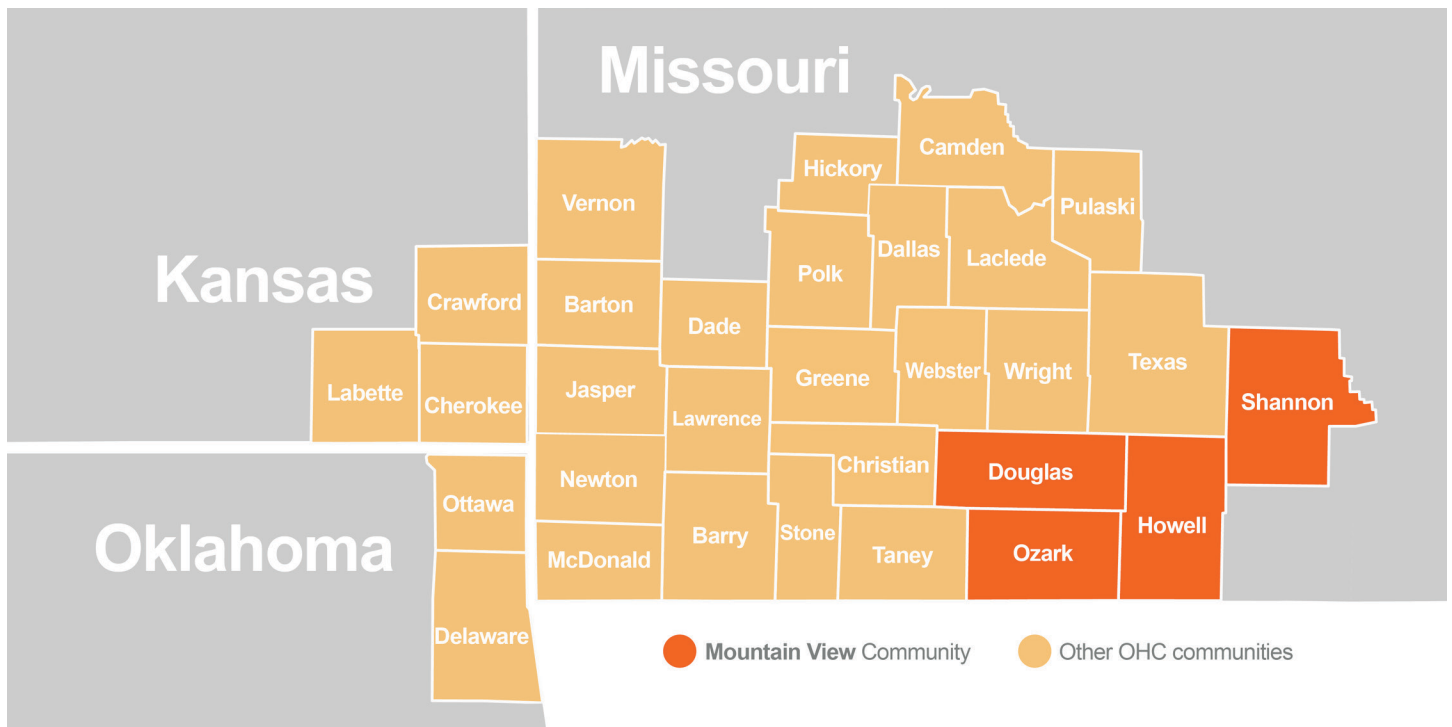 Missouri
Camden
Hickory
Pulaski
Vernon
Dallas
Laclede
Polk
Kansas
Crawford
Barton
Dade
Texas
Webster
Wright
Greene
Jasper
Labette
Cherokee
Shannon
Lawrence
Christian
Douglas
Newton
Ottawa
Howell
Stone
Barry
Oklahoma
Ozark
Taney
McDonald
Delaware
Mountain View Community
Other OHC communities